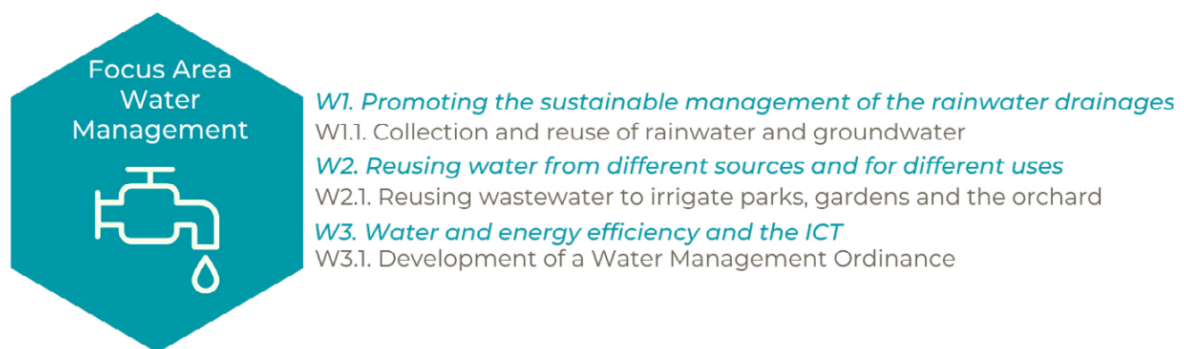 Focus Area
Water
Management
W1. Promoting the sustainable management of the rainwater drainages
W1.1. Collection and reuse of rainwater and groundwater
W2. Reusing water from different sources and for different uses
W2.1. Reusing wastewater to irrigate parks, gardens and the orchard
W3. Water and energy efficiency and the ICT
W3.1. Development of a Water Management Ordinance